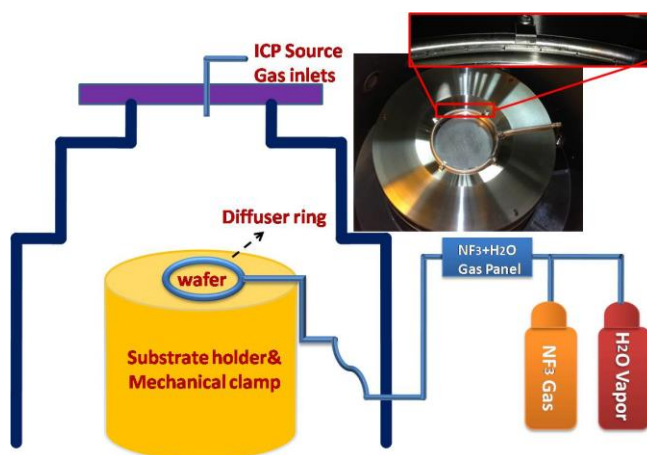 ICP Source
Gas inlets
Diffuser ring
wafer
Substrate holder&
Mechanical clamp
NF3+H2O
Gas Panel
NF3 Gas
H2O Vapor